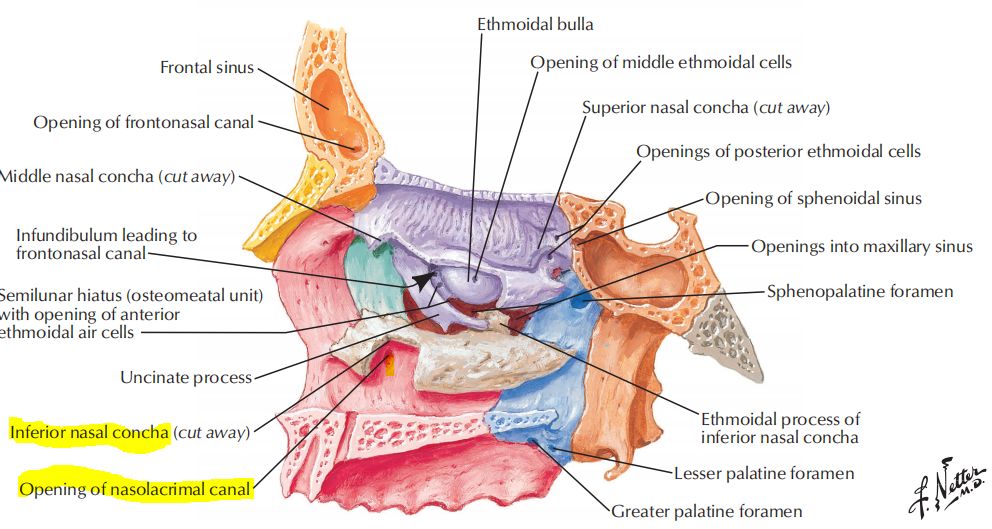 Ethmoidal bulla
Opening of middle ethmoidal cells
Frontal sinus
Superior nasal concha (cut away)
Opening of frontonasal canal
Openings of posterior ethmoidal cells
Middle nasal concha (cut away)
Opening of sphenoidal sinus
Infundibulum leading to
frontonasal canal
Openings into maxillary sinus
Semilunar hiatus (osteomeatal unit)
with opening of anterior
ethmoidal air cells
Sphenopalatine foramen
Uncinate process
Ethmoidal process of
inferior nasal concha
Inferior nasal concha (cut away)
Lesser palatine foramen
Opening of nasolacrimal canal
Greater palatine foramen
F. Netter
M.D.